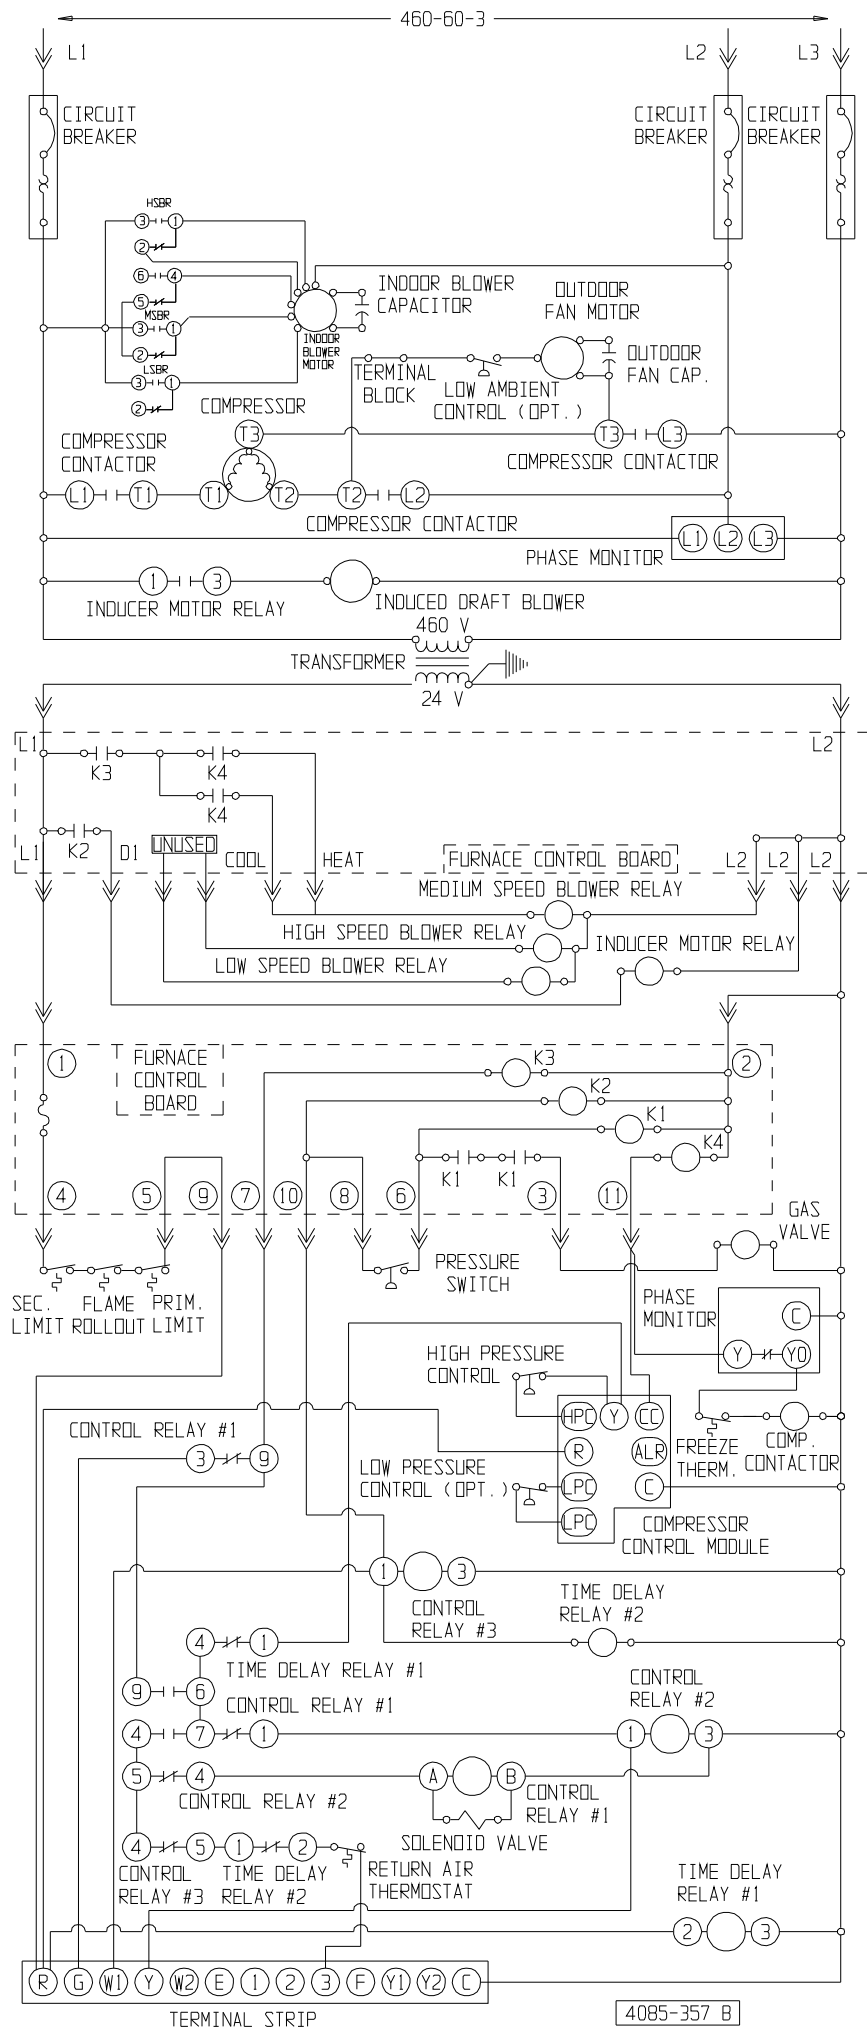 460-60-3
L1
L2
L3
CIRCUIT
BREAKER
CIRCUIT
BREAKER
CIRCUIT
BREAKER
HSBR
3 1
2
6 4
5
MSBR
3 1
2
LSBR
3 1
2
INDOOR BLOWER
CAPACITOR
INDOOR
BLOWER
MOTOR
OUTDOOR
FAN MOTOR
OUTDOOR
FAN CAP.
TERMINAL
BLOCK
LOW AMBIENT
CONTROL (OPT.)
COMPRESSOR
T3
T3
L3
COMPRESSOR CONTACTOR
COMPRESSOR
CONTACTOR
L1
T1
T1
T2
T2
L2
COMPRESSOR CONTACTOR
PHASE MONITOR
L1
L2
L3
1
3
INDUCER MOTOR RELAY
INDUCED DRAFT BLOWER
460 V
TRANSFORMER
24 V
L1
L2
K3
K4
K4
L1
K2
D1
UNUSED
COOL
HEAT
FURNACE CONTROL BOARD
L2
L2
L2
MEDIUM SPEED BLOWER RELAY
HIGH SPEED BLOWER RELAY
INDUCER MOTOR RELAY
LOW SPEED BLOWER RELAY
1
FURNACE
CONTROL
BOARD
K3
2
K2
K1
K4
K1
K1
4
5
9
7
10
8
6
3
11
GAS
VALVE
PRESSURE
SWITCH
SEC.
LIMIT
FLAME
ROLLOUT
PRIM.
LIMIT
PHASE
MONITOR
C
Y
YO
HIGH PRESSURE
CONTROL
HPC
Y
CC
R
ALR
LPC
C
LPC
FREEZE
THERM.
COMP.
CONTACTOR
CONTROL RELAY #1
3
9
LOW PRESSURE
CONTROL (OPT.)
COMPRESSOR
CONTROL MODULE
1
3
CONTROL
RELAY #3
TIME DELAY
RELAY #2
4
1
TIME DELAY RELAY #1
9
6
CONTROL RELAY #1
CONTROL
RELAY #2
4
7
1
1
3
5
4
CONTROL RELAY #2
A
B
CONTROL
RELAY #1
SOLENOID VALVE
4
5
1
2
CONTROL
RELAY #3
TIME DELAY
RELAY #2
RETURN AIR
THERMOSTAT
TIME DELAY
RELAY #1
2
3
R G W1 Y W2 E 1 2 3 F Y1 Y2 C
TERMINAL STRIP
4085-357 B